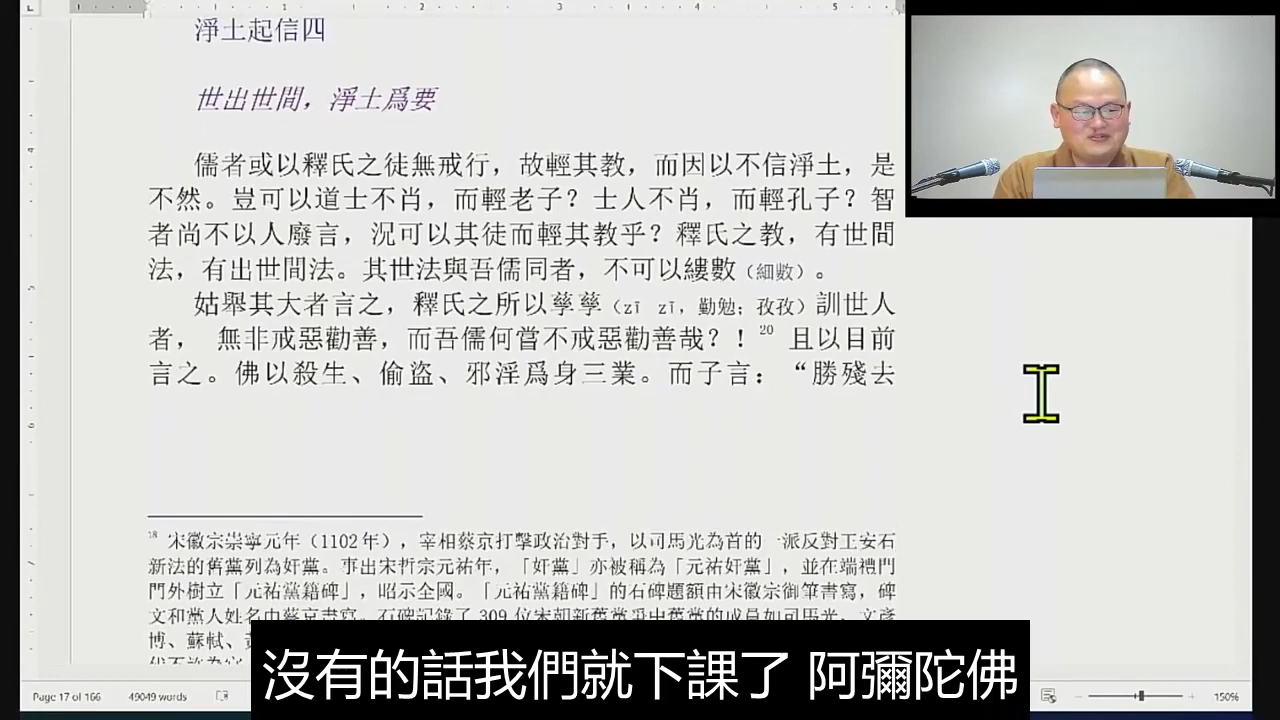 淨土起信四
世出世間，淨土爲要
儒者或以釋氏之徒無戒行，故輕其教，而因以不信淨土，是
不然。豈可以道士不肖，而輕老子？士人不肖，而輕孔子？智
者尚不以人廢言，況可以其徒而輕其教乎？釋氏之教，有世間
法，有出世間法。其世法與吾儒同者，不可以縷數（細數）。
姑舉其大者言之，釋氏之所以孳孳（zī zī，勤勉；孜孜）訓世人
者， 無非戒惡勸善，而吾儒何嘗不戒惡勸善哉？！20 且以目前
言之。佛以殺生、偷盜、邪淫爲身三業。而子言：“勝殘去
18 宋徽宗崇寧元年（1102年），宰相蔡京打擊政治對手，以司馬光為首的一派反對王安石
新法的舊黨列為奸黨。事出宋哲宗元祐年，「奸黨」亦被稱為「元祐奸黨」，並在端禮門
門外樹立「元祐黨籍碑」，昭示全國。「元祐黨籍碑」的石碑題額由宋徽宗御筆書寫，碑
文和黨人姓名由蔡京書寫。石碑記錄了 309 位宋朝新舊黨爭中舊黨的成員如司馬光、文彥
博、蘇軾、
沒有的話我們就下課了 阿彌陀佛
Page 17 of 166 49049 words 150%